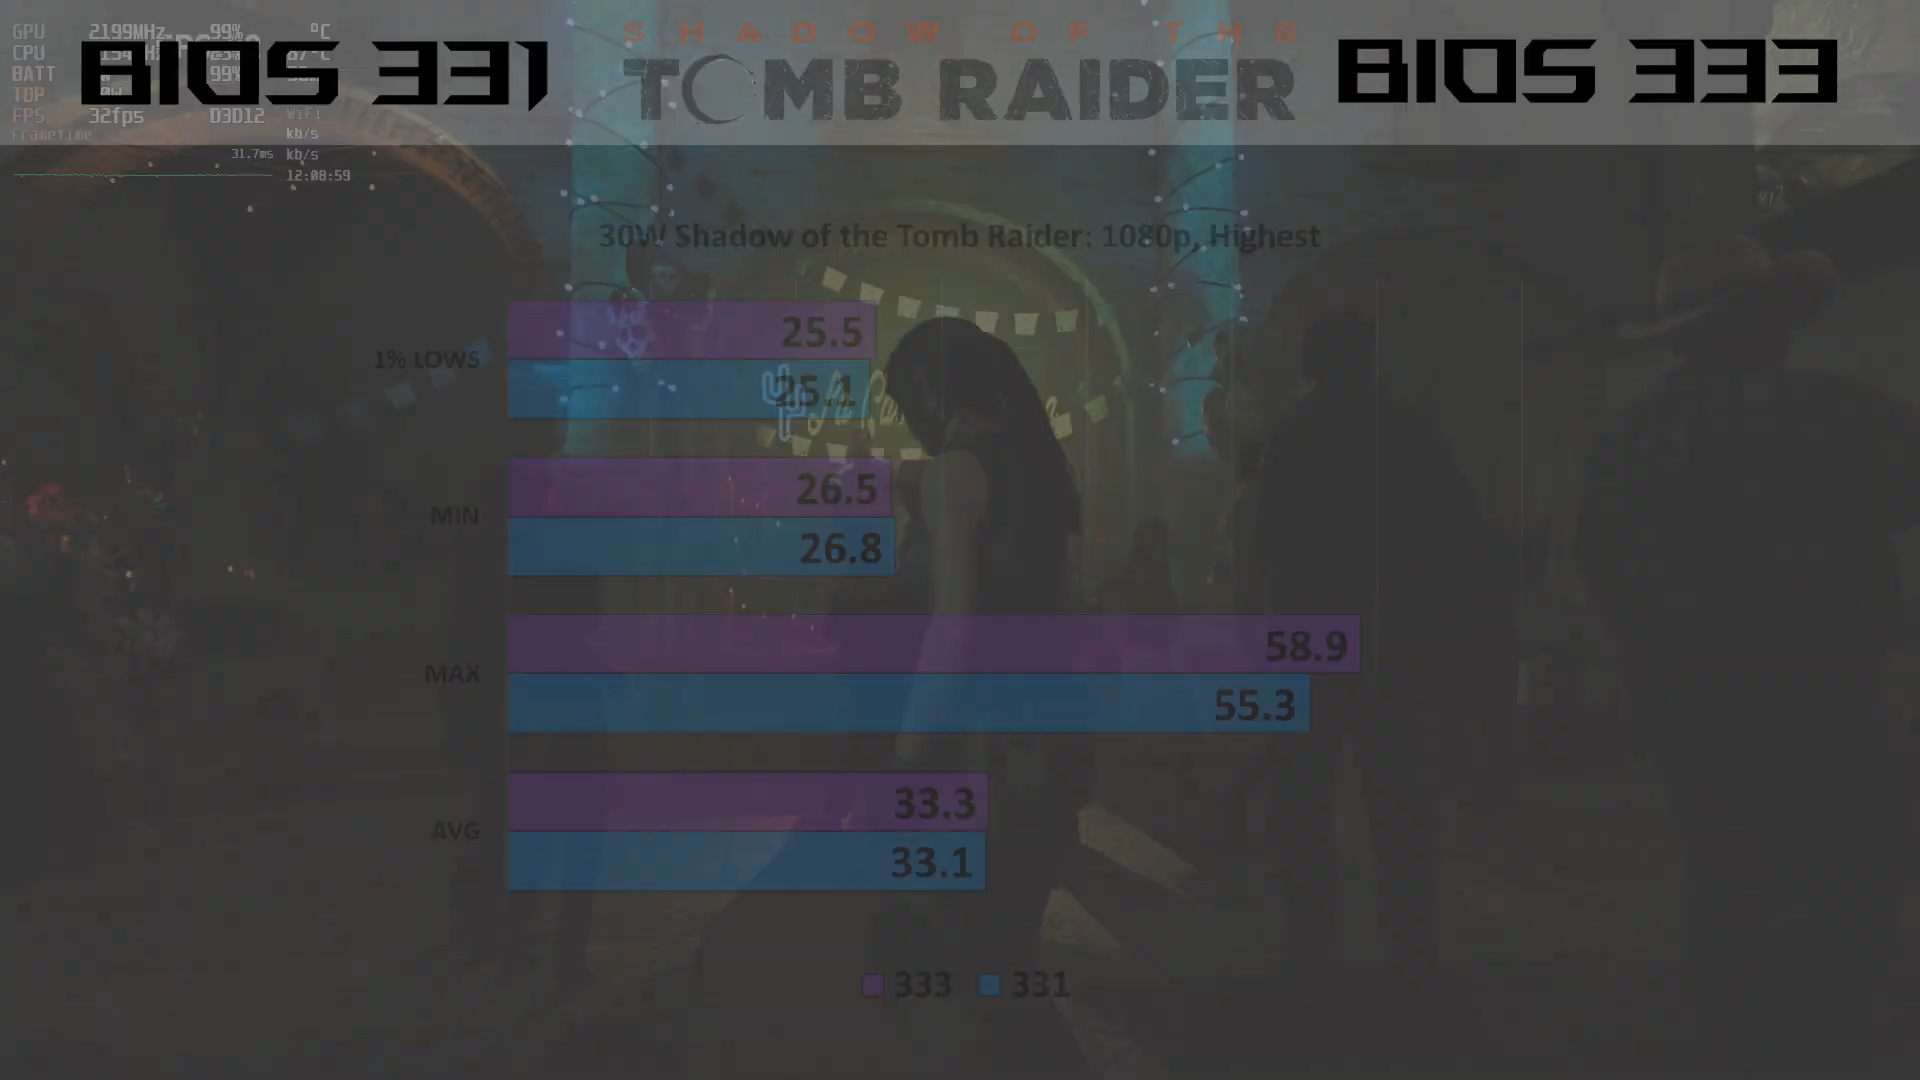 GPU 2199MHz 99% °C
CPU
BATT 99%
TDP
FPS 32fps D3D12 WiFi
Frametime kb/s
31.7ms kb/s
12:08:59
BIOS 331
SHADOW OF THE
TOMB RAIDER
BIOS 333
30W Shadow of the Tomb Raider: 1080p, Highest
1% LOWS
25.5
25.1
MIN
26.5
26.8
MAX
58.9
55.3
AVG
33.3
33.1
333 331